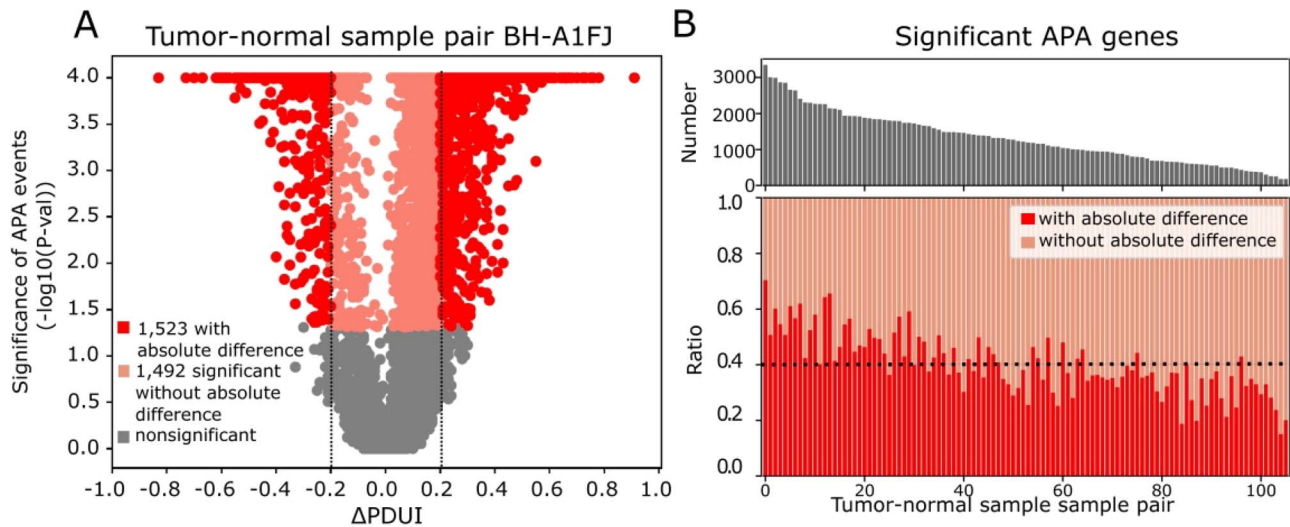 A
Tumor-normal sample pair BH-A1FJ
Significance of APA events
(-log10(P-val))
4.0
3.5
3.0
2.5
2.0
1.5
1.0
0.5
0.0
1,523 with
absolute difference
1,492 significant
without absolute
difference
nonsignificant
-1.0 -0.8 -0.6 -0.4 -0.2 0.0 0.2 0.4 0.6 0.8 1.0
ΔPDUI
B
Significant APA genes
Number
3000
2000
1000
0
Ratio
1.0
0.8
0.6
0.4
0.2
0.0
with absolute difference
without absolute difference
0 20 40 60 80 100
Tumor-normal sample sample pair